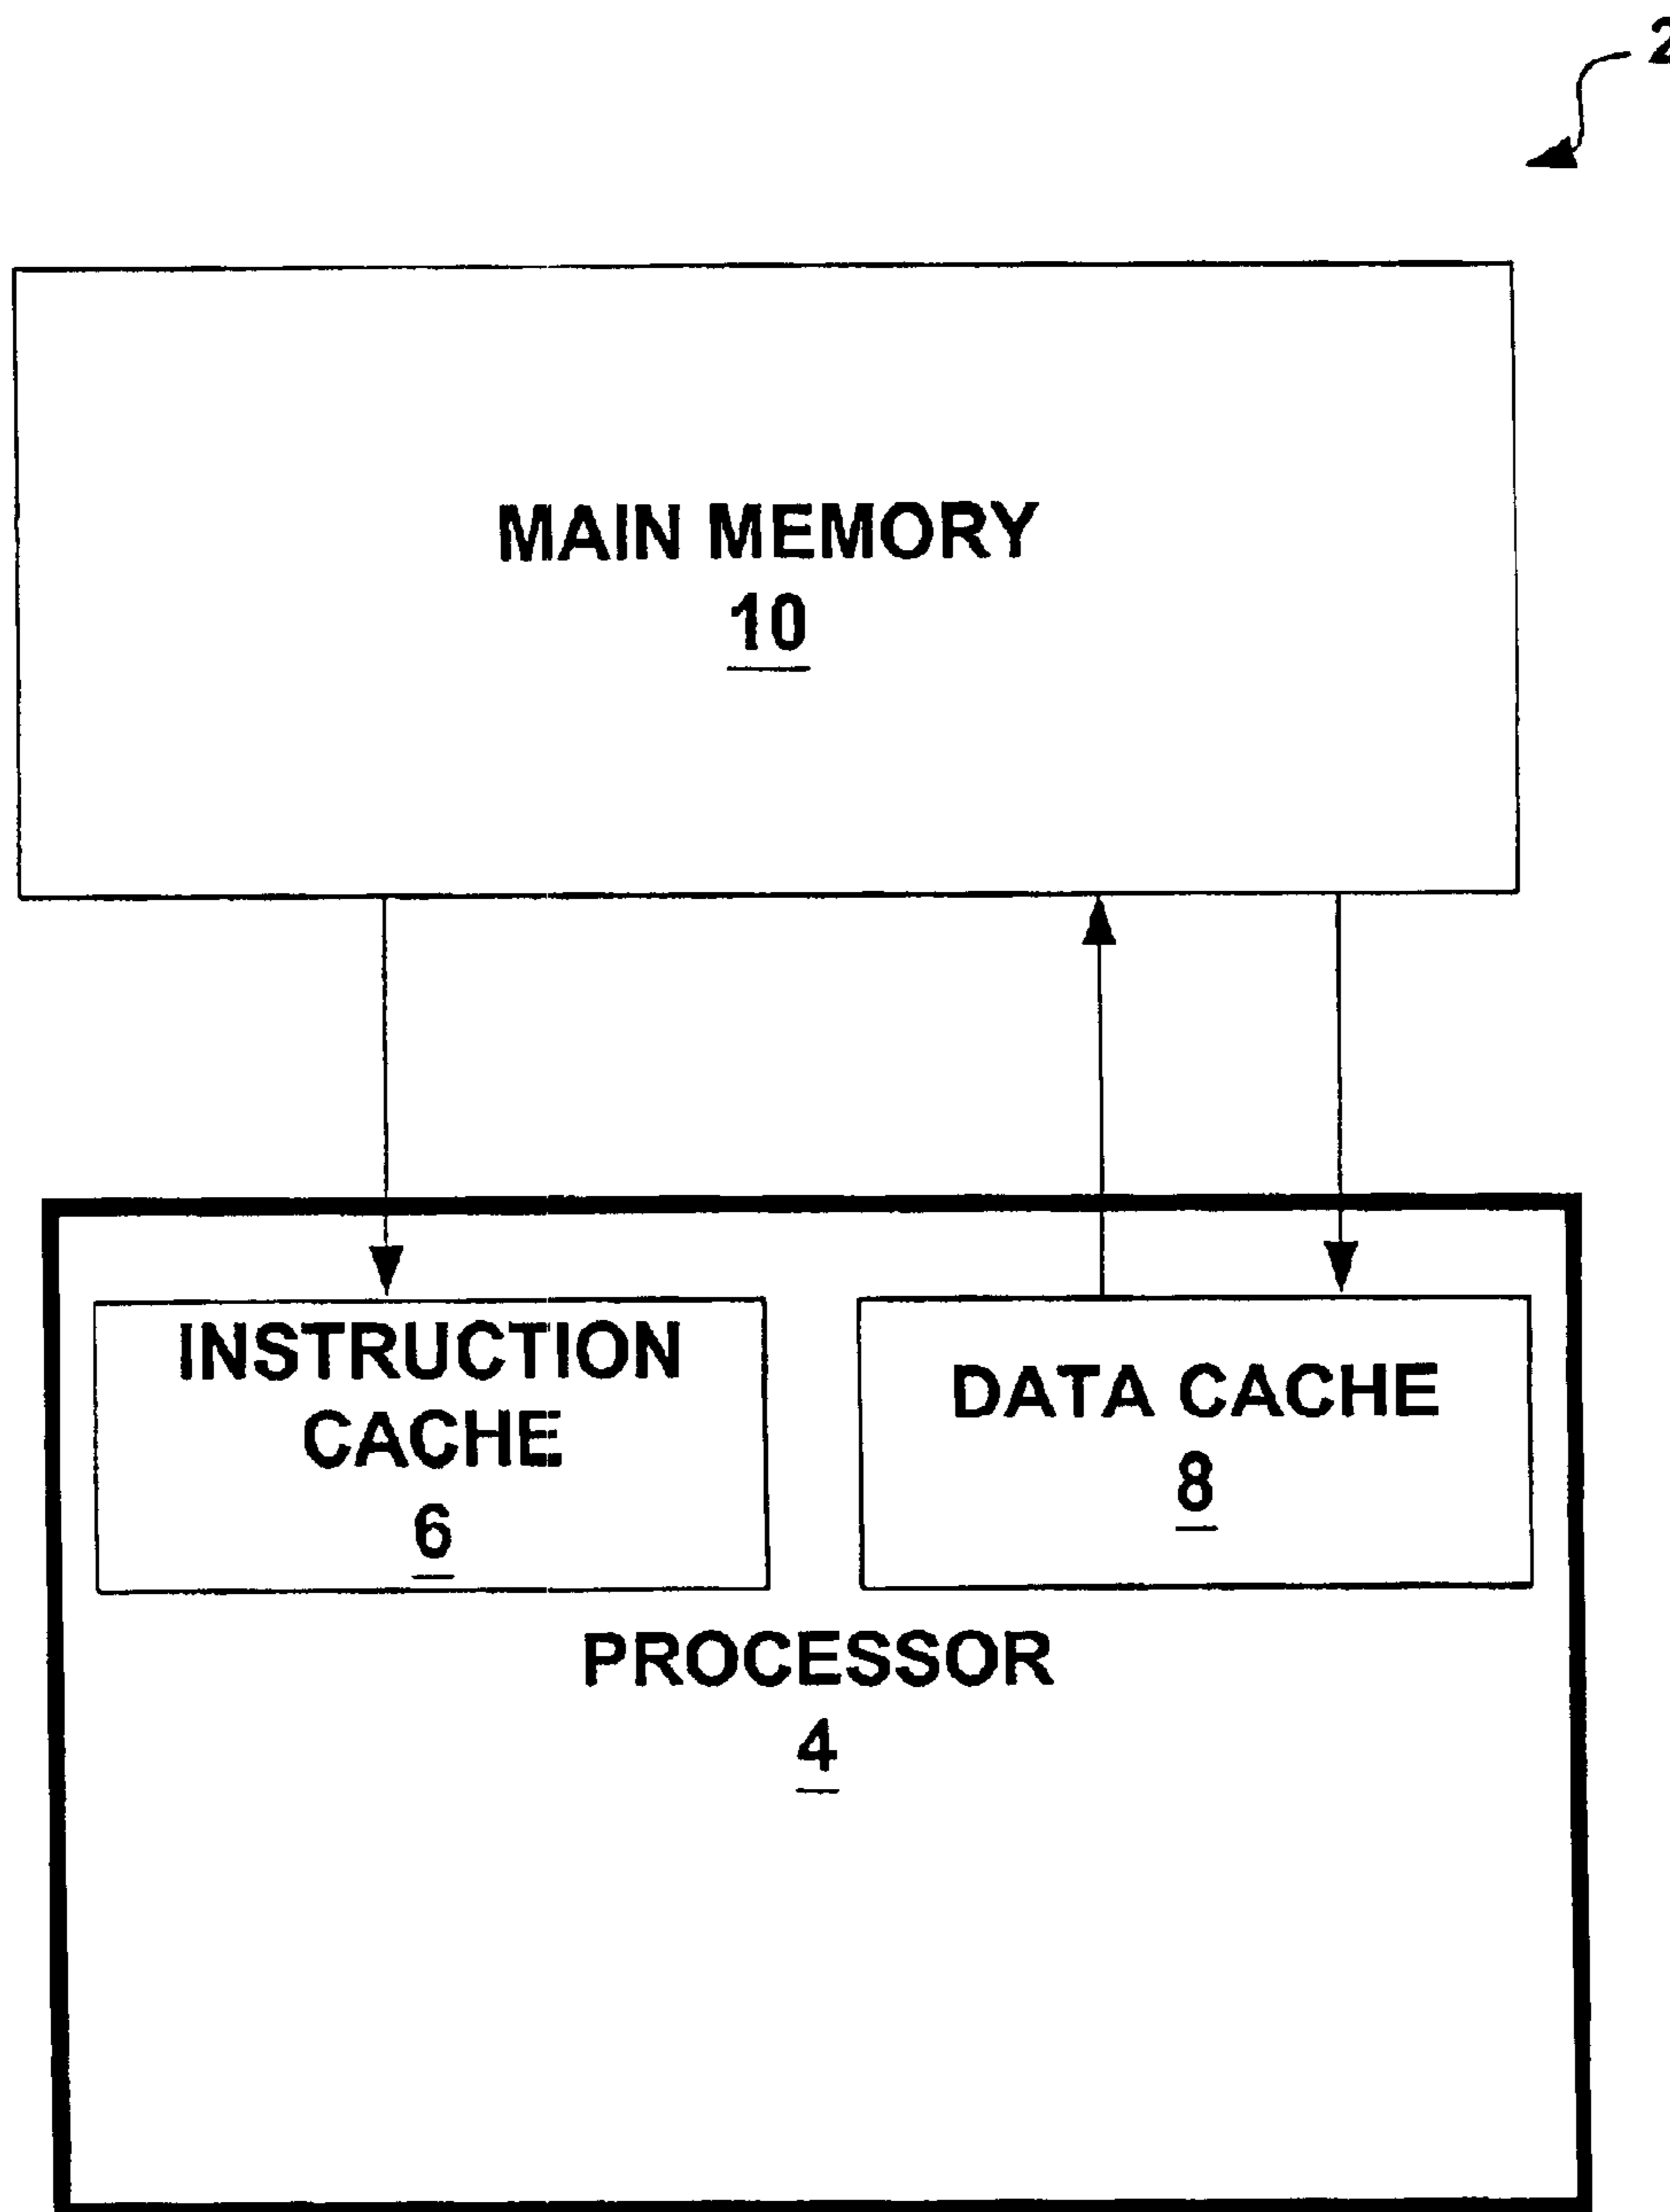 2
MAIN MEMORY
10
INSTRUCTION
CACHE
6
DATA CACHE
8
PROCESSOR
4